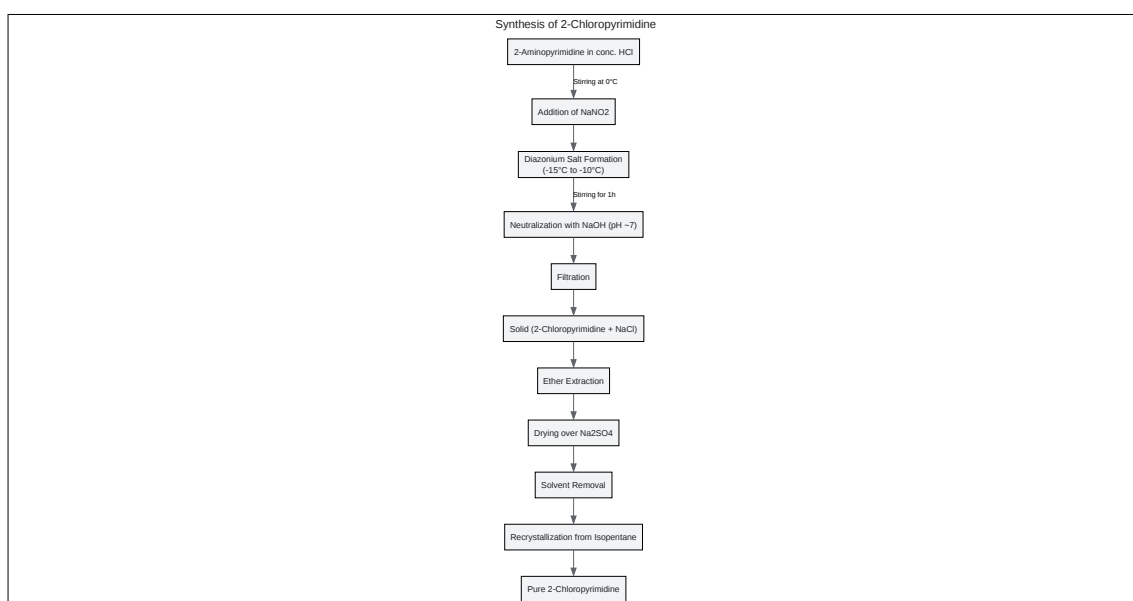 Synthesis of 2-Chloropyrimidine
2-Aminopyrimidine in conc. HCl
Stirring at 0°C
Addition of NaNO2
Diazonium Salt Formation
(-15°C to -10°C)
Stirring for 1h
Neutralization with NaOH (pH ~7)
Filtration
Solid (2-Chloropyrimidine + NaCl)
Ether Extraction
Drying over Na2SO4
Solvent Removal
Recrystallization from Isopentane
Pure 2-Chloropyrimidine